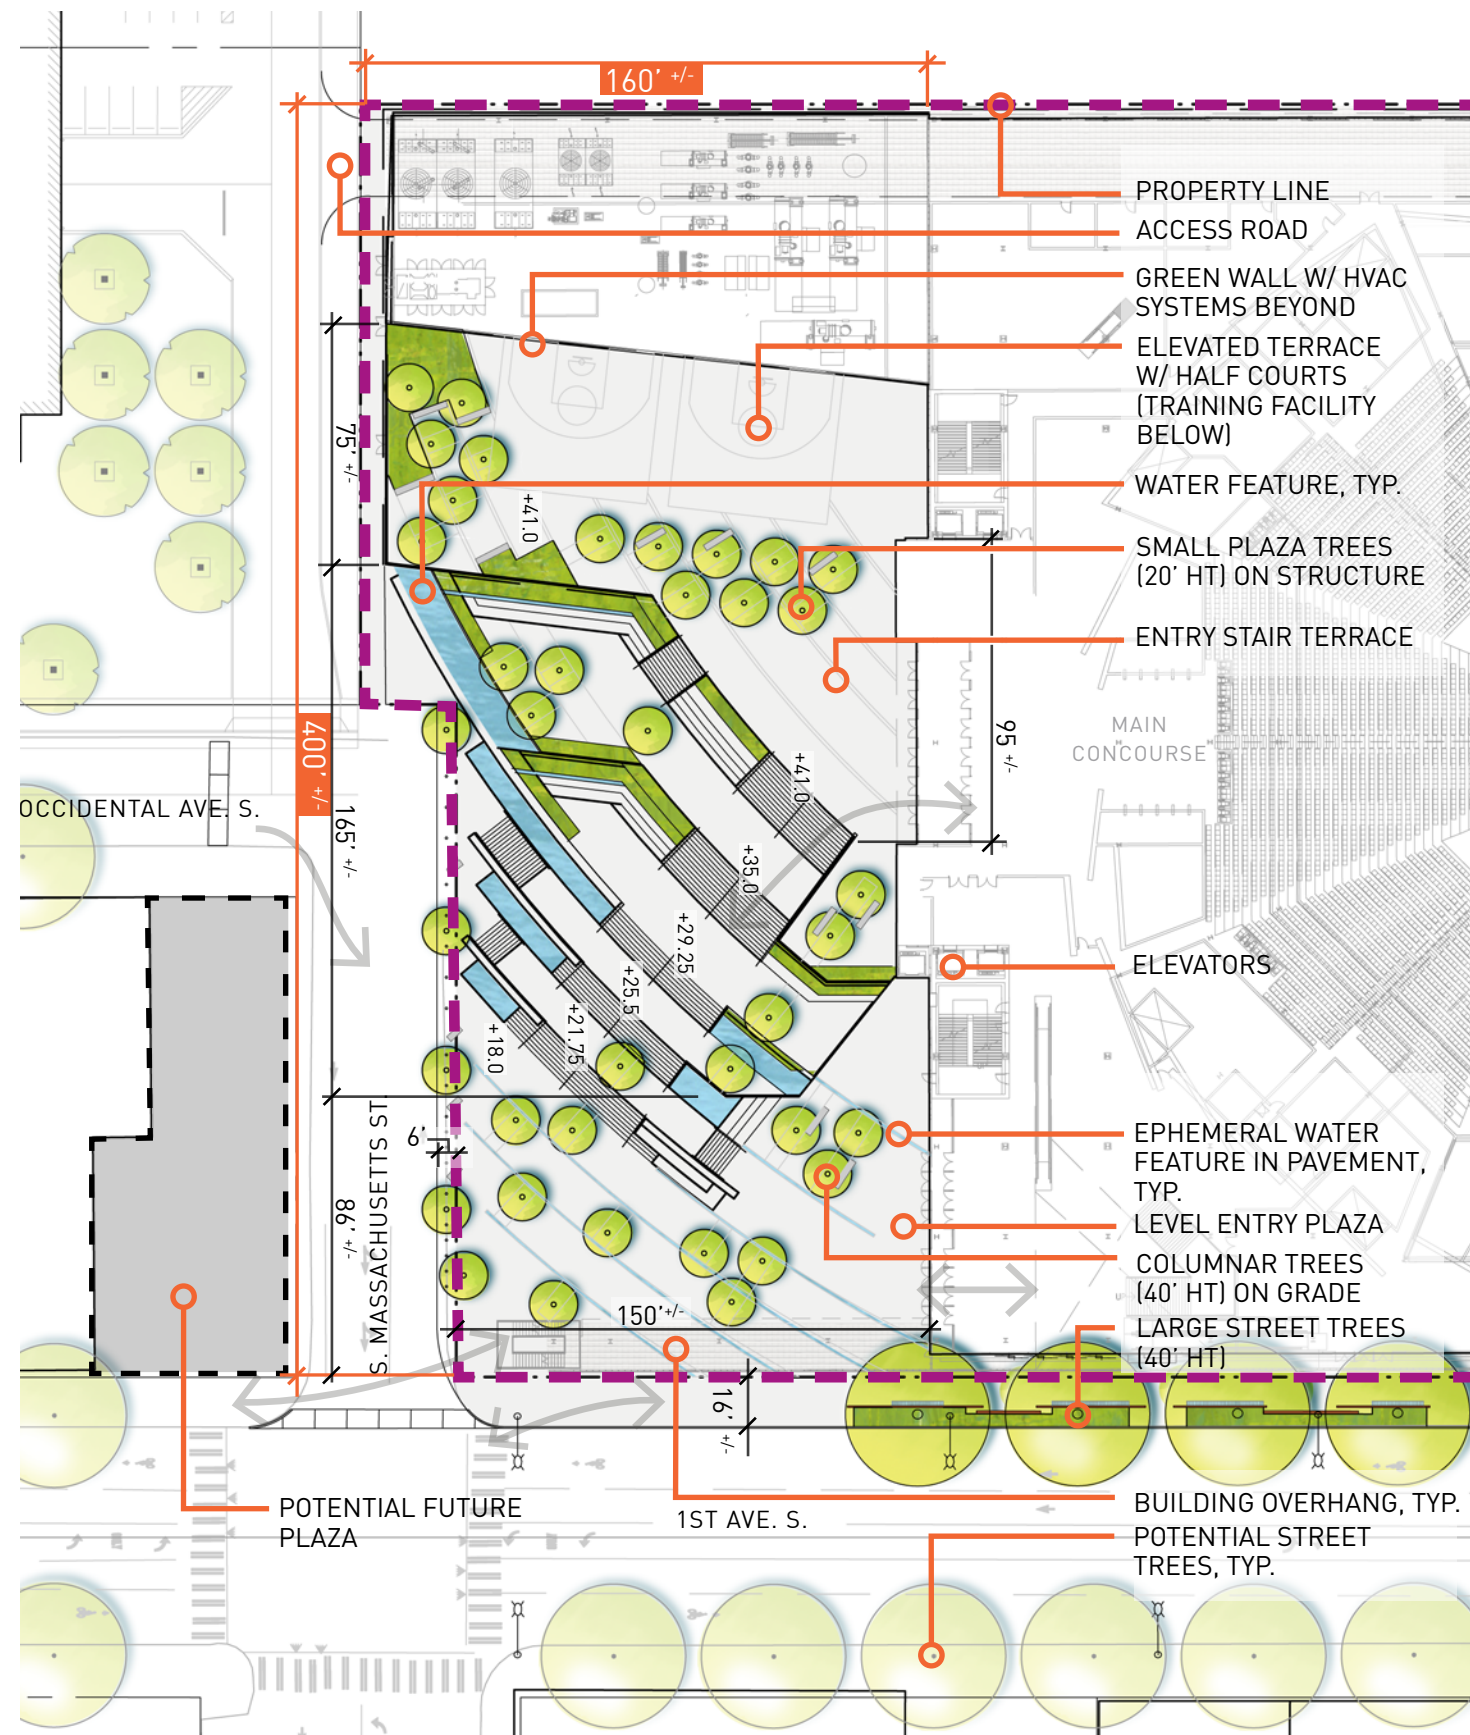 160' +/-
PROPERTY LINE
ACCESS ROAD
GREEN WALL W/ HVAC
SYSTEMS BEYOND
ELEVATED TERRACE
W/ HALF COURTS
(TRAINING FACILITY
BELOW)
75' +/-
WATER FEATURE, TYP.
+41.0
SMALL PLAZA TREES
(20' HT) ON STRUCTURE
ENTRY STAIR TERRACE
400' +/-
95 +/-
MAIN
CONCOURSE
+41.0
OCCIDENTAL AVE. S.
165' +/-
+35.0
+29.25
+25.5
+21.75
+18.0
ELEVATORS
S. MASSACHUSETTS ST.
6'
86' +/-
EPHEMERAL WATER
FEATURE IN PAVEMENT,
TYP.
LEVEL ENTRY PLAZA
COLUMNAR TREES
(40' HT) ON GRADE
150' +/-
LARGE STREET TREES
(40' HT)
16' +/-
POTENTIAL FUTURE
PLAZA
1ST AVE. S.
BUILDING OVERHANG, TYP.
POTENTIAL STREET
TREES, TYP.